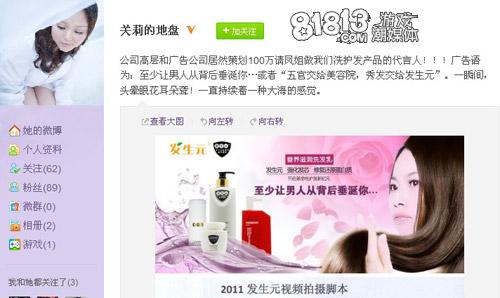 关莉的地盘
+加关注
81813.COM 游戏潮媒体
公司高层和广告公司居然策划100万请凤姐做我们洗护发产品的代言人！！！广告语
为：至少让男人从背后垂涎你…或者“五官交给美容院，秀发交给发生元”。一瞬间，
头晕眼花耳朵聋！一直持续着一种大海的感觉。
查看大图
向左转
向右转
她的微博
个人资料
关注(62)
粉丝(89)
微群(0)
相册(2)
游戏(1)
我和她都关注了(3)
发生元
营养滋润洗发乳
至少让男人从背后垂涎你…
2011 发生元视频拍摄脚本